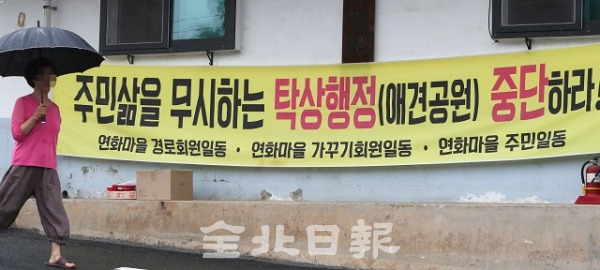 주민삶을 무시하는 탁상행정(애견공원) 중단하라!
연화마을 경로회원일동 · 연화마을 가꾸기회원일동 · 연화마을 주민일동
全北日報